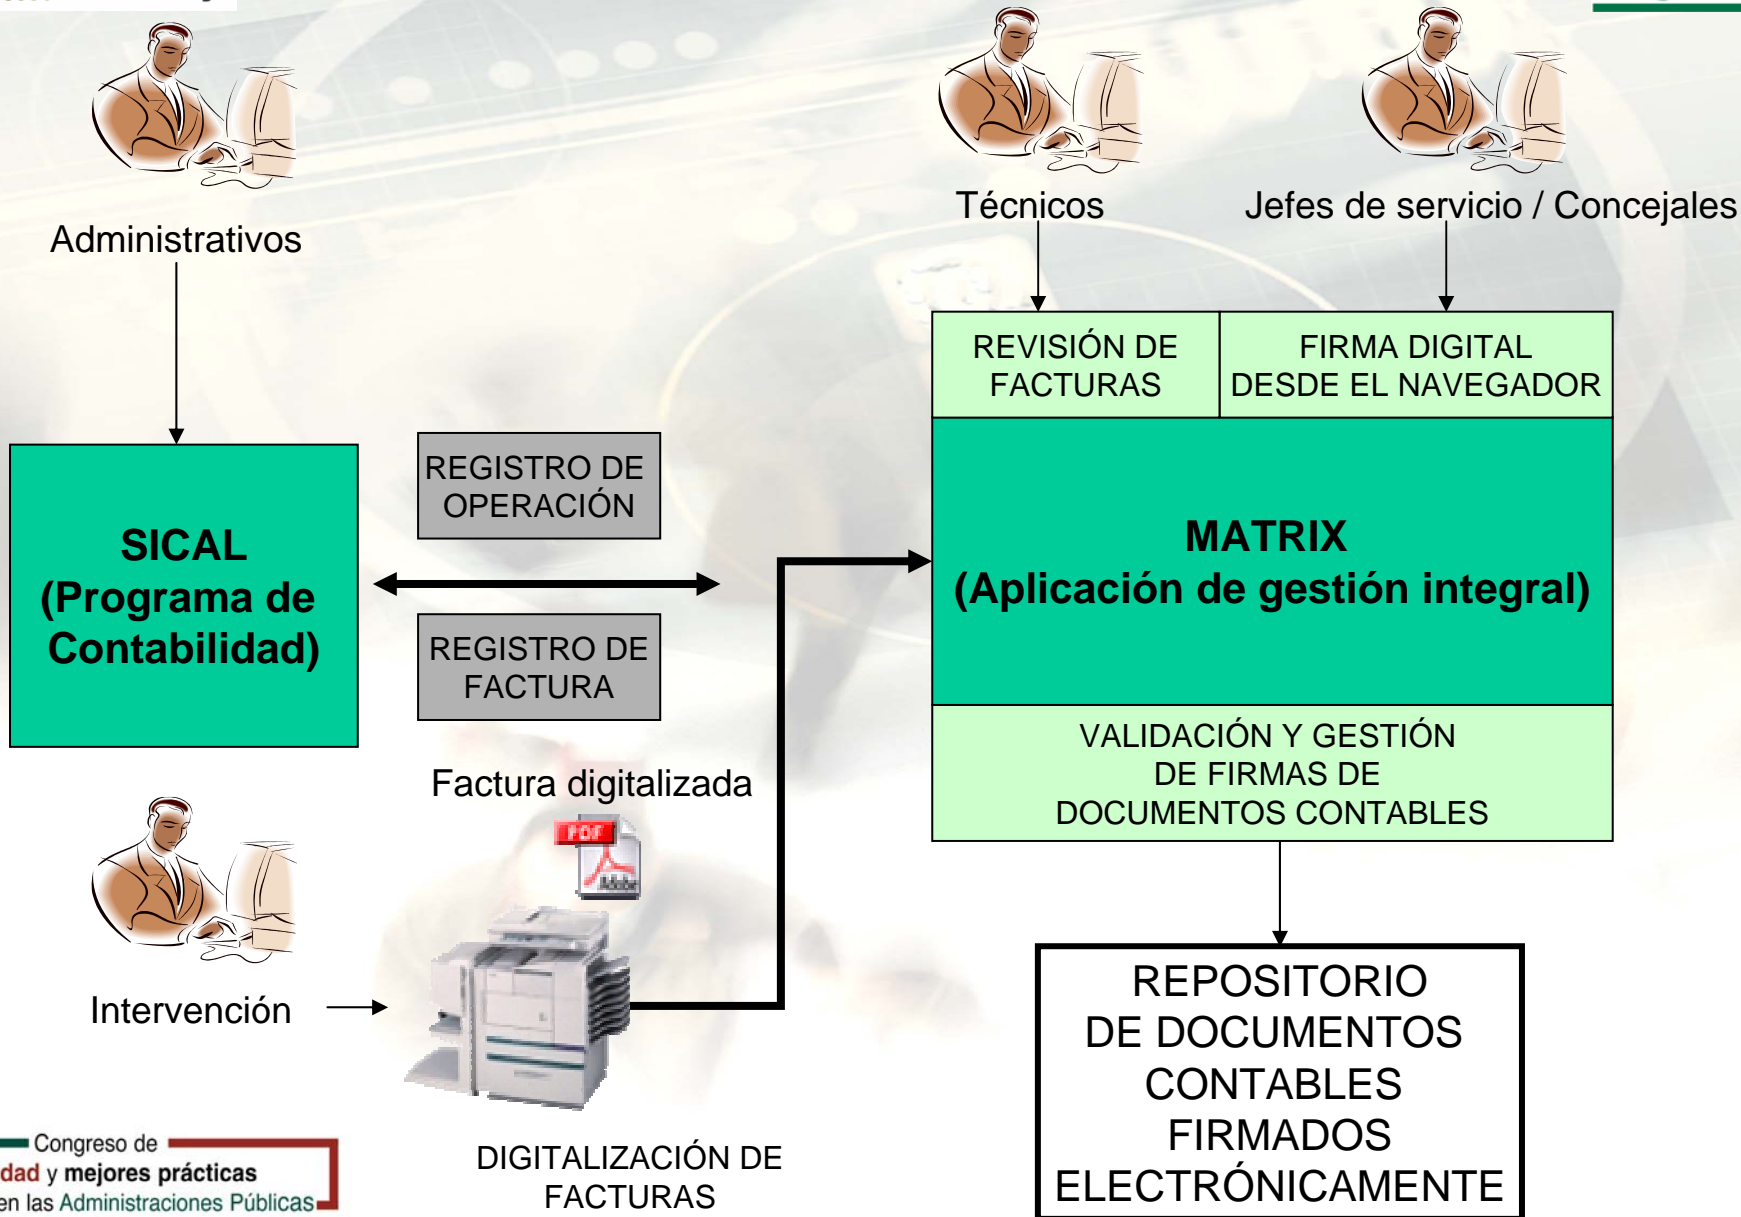 Administrativos
Técnicos
Jefes de servicio / Concejales
REVISIÓN DE
FACTURAS
FIRMA DIGITAL
DESDE EL NAVEGADOR
SICAL
(Programa de
Contabilidad)
REGISTRO DE
OPERACIÓN
REGISTRO DE
FACTURA
MATRIX
(Aplicación de gestión integral)
VALIDACIÓN Y GESTIÓN
DE FIRMAS DE
DOCUMENTOS CONTABLES
Factura digitalizada
PDF
Adobe
Intervención
DIGITALIZACIÓN DE
FACTURAS
REPOSITORIO
DE DOCUMENTOS
CONTABLES
FIRMADOS
ELECTRÓNICAMENTE
Congreso de
dad y mejores prácticas
en las Administraciones Públicas